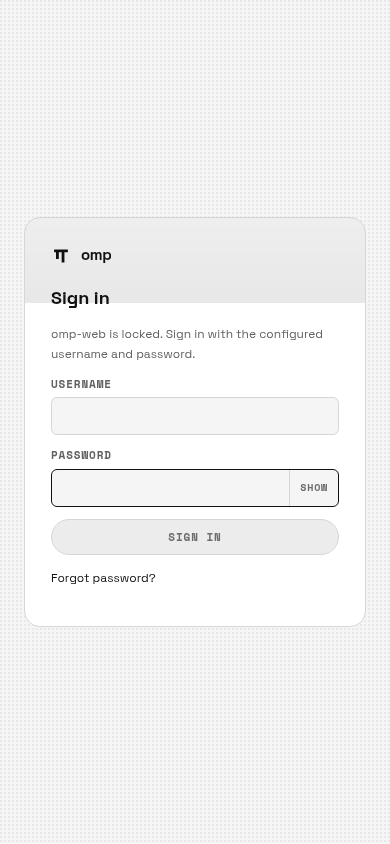 omp
Sign in
omp-web is locked. Sign in with the configured
username and password.
USERNAME
PASSWORD
SHOW
SIGN IN
Forgot password?